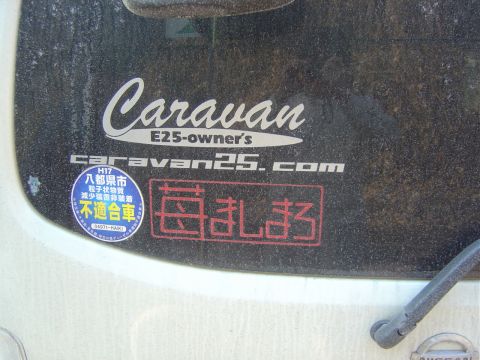 Caravan
E25-owner's
caravan25.com
H17
八都県市
粒子状物質
減少装置非装着
不適合車
苺ましまろ